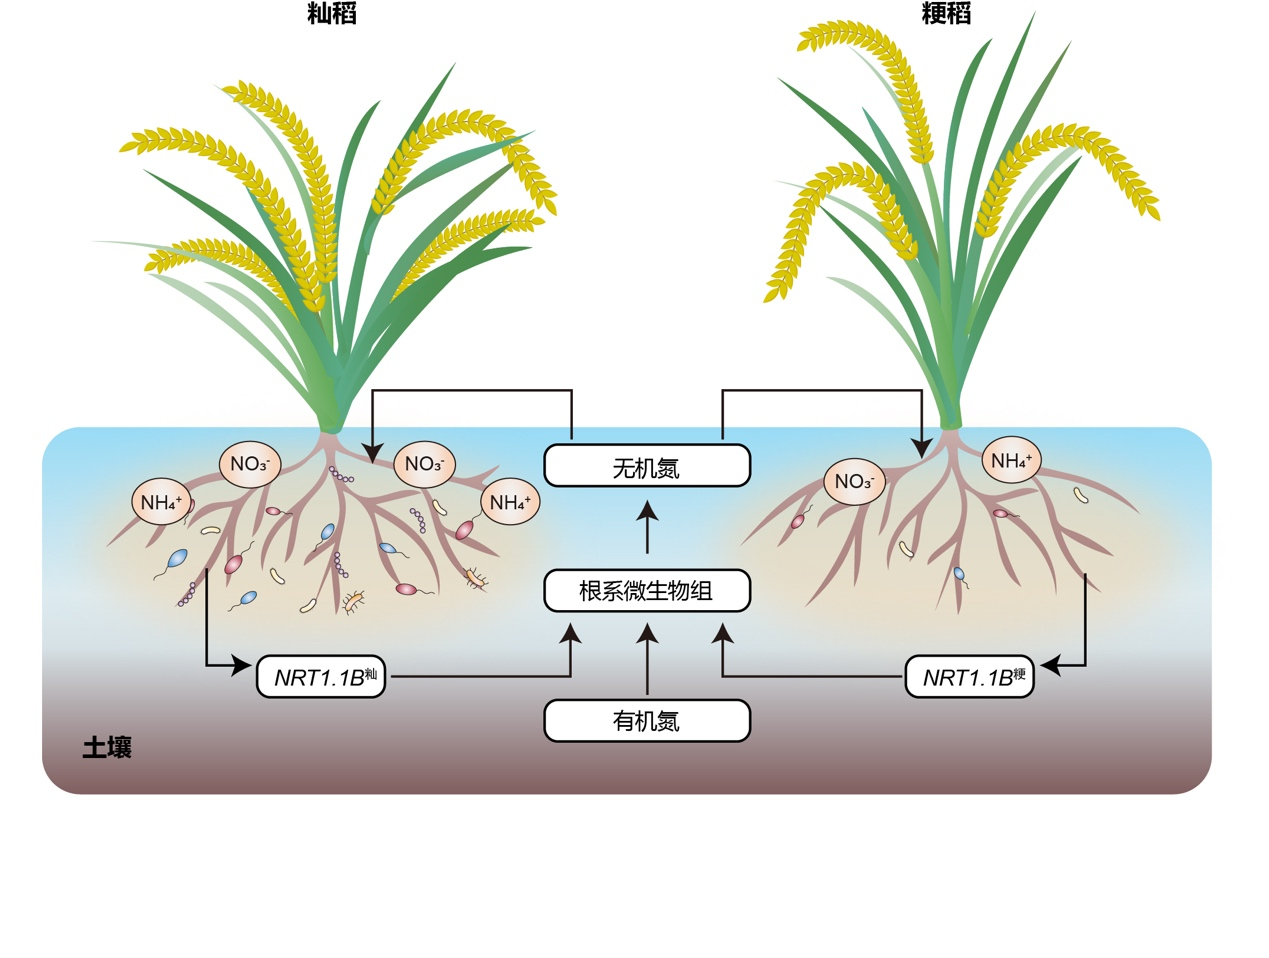 籼稻
粳稻
NO₃⁻
NO₃⁻
NH₄⁺
NH₄⁺
无机氮
NO₃⁻
NH₄⁺
根系微生物组
NRT1.1B籼
NRT1.1B粳
有机氮
土壤